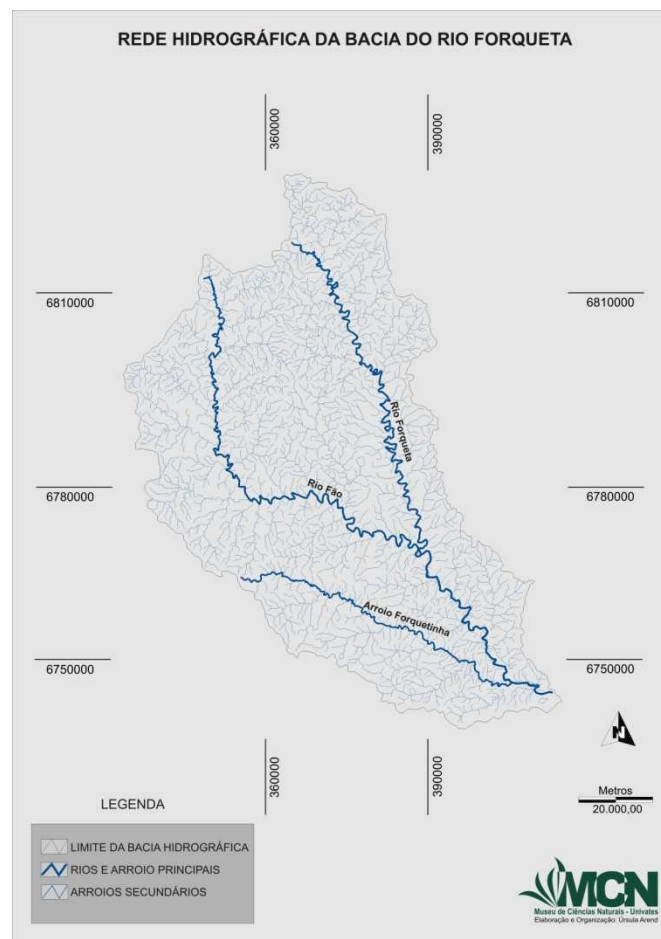 REDE HIDROGRÁFICA DA BACIA DO RIO FORQUETA
360000
390000
6810000
6810000
Rio Forqueta
6780000
6780000
Rio Fão
Arroio Forquetinha
6750000
6750000
N
360000
390000
Metros
20.000,00
LEGENDA
LIMITE DA BACIA HIDROGRÁFICA
RIOS E ARROIO PRINCIPAIS
ARROIOS SECUNDÁRIOS
MCN
Museu de Ciências Naturais - Univates
Elaboração e Organização: Úrsula Arend